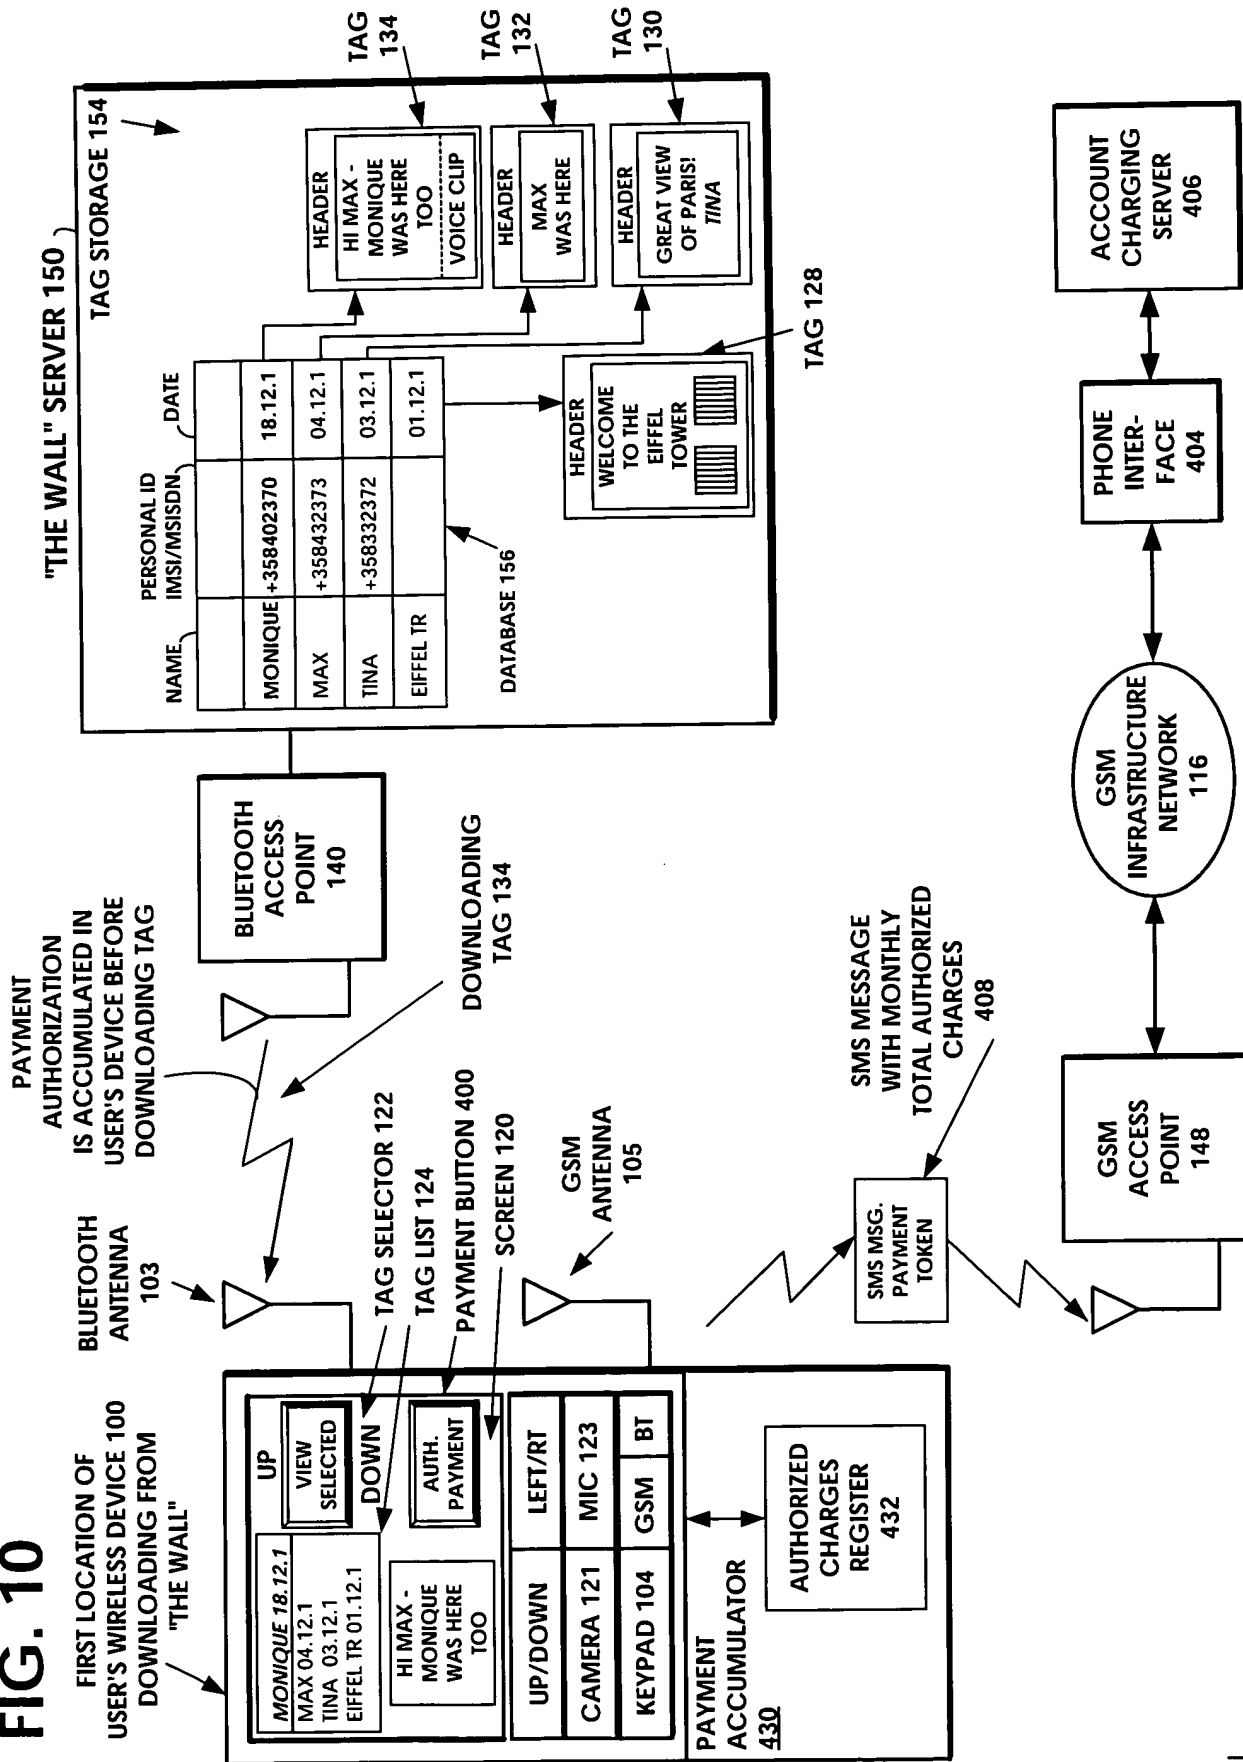 FIG. 10
FIRST LOCATION OF
USER'S WIRELESS DEVICE 100
DOWNLOADING FROM
"THE WALL"
BLUETOOTH
ANTENNA
103
PAYMENT
AUTHORIZATION
IS ACCUMULATED IN
USER'S DEVICE BEFORE
DOWNLOADING TAG
MONIQUE 18.12.1
MAX 04.12.1
TINA 03.12.1
EIFFEL TR 01.12.1
UP
VIEW
SELECTED
DOWN
HI MAX -
MONIQUE
WAS HERE
TOO
AUTH.
PAYMENT
TAG SELECTOR 122
TAG LIST 124
PAYMENT BUTTON 400
SCREEN 120
UP/DOWN
LEFT/RT
CAMERA 121
MIC 123
KEYPAD 104
GSM
BT
PAYMENT
ACCUMULATOR
430
AUTHORIZED
CHARGES
REGISTER
432
GSM
ANTENNA
105
DOWNLOADING
TAG 134
BLUETOOTH
ACCESS
POINT
140
"THE WALL" SERVER 150
TAG STORAGE 154
NAME
PERSONAL ID
IMSI/MSISDN
DATE
MONIQUE +358402370 18.12.1
MAX +358432373 04.12.1
TINA +358332372 03.12.1
EIFFEL TR 01.12.1
DATABASE 156
HEADER
HI MAX -
MONIQUE
WAS HERE
TOO
VOICE CLIP
TAG
134
HEADER
MAX
WAS HERE
TAG
132
HEADER
GREAT VIEW
OF PARIS!
TINA
TAG
130
HEADER
WELCOME
TO THE
EIFFEL
TOWER
TAG 128
SMS MSG.
PAYMENT
TOKEN
SMS MESSAGE
WITH MONTHLY
TOTAL AUTHORIZED
CHARGES
408
GSM
ACCESS
POINT
148
GSM
INFRASTRUCTURE
NETWORK
116
PHONE
INTER-
FACE
404
ACCOUNT
CHARGING
SERVER
406